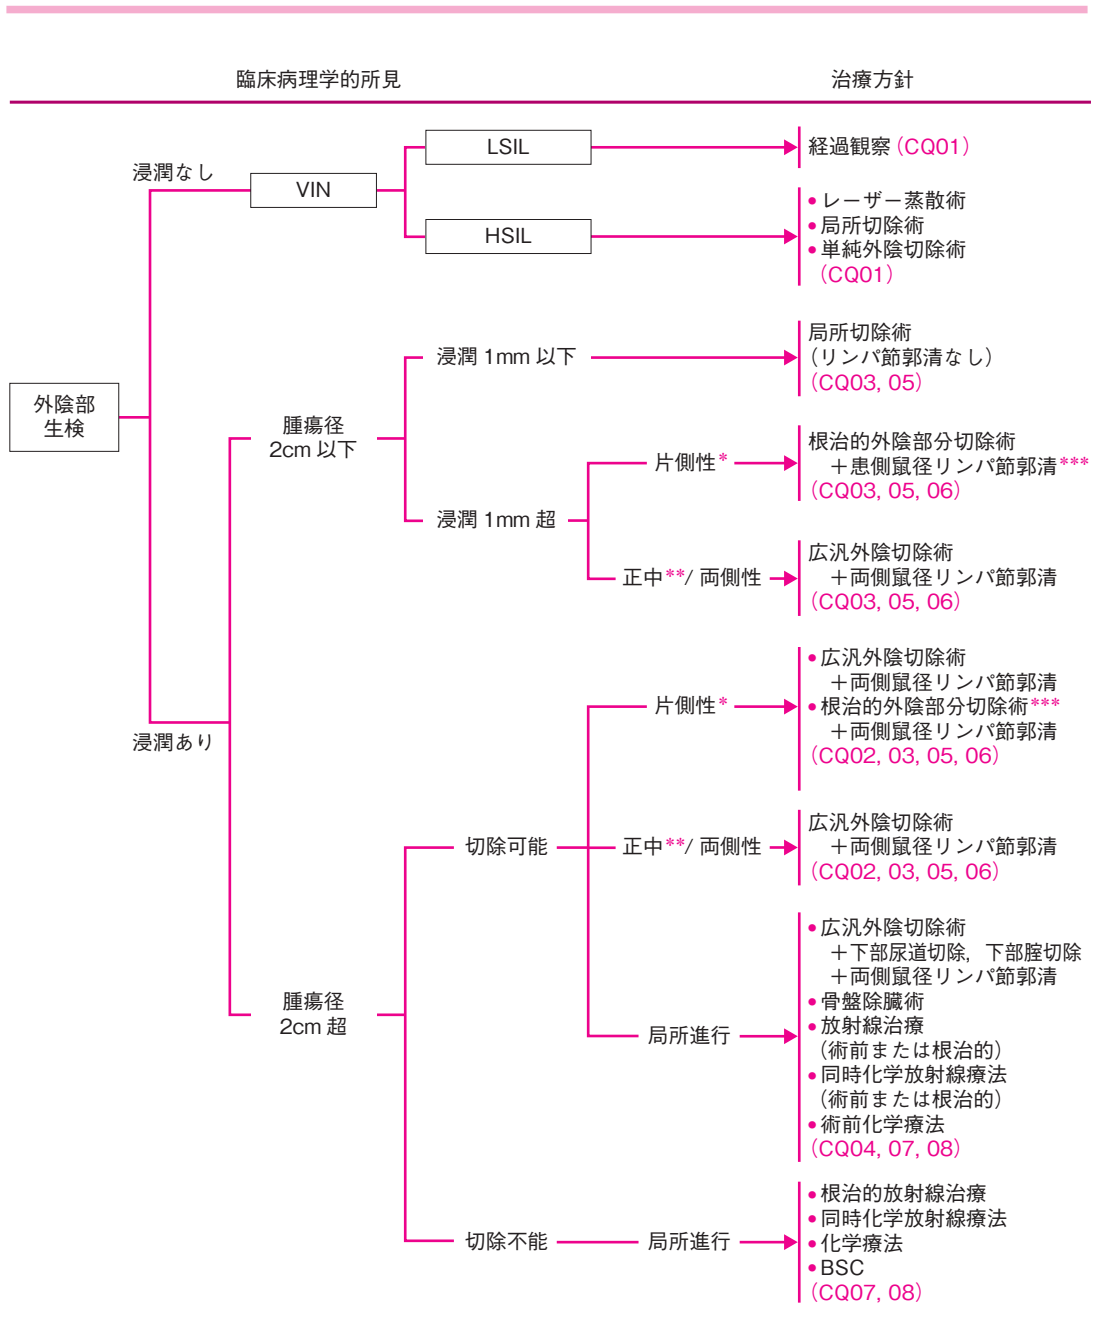 臨床病理学的所見
治療方針
浸潤なし
VIN
LSIL
経過観察（CQ01）
HSIL
●レーザー蒸散術
●局所切除術
●単純外陰切除術
（CQ01）
外陰部
生検
浸潤あり
腫瘍径
2cm 以下
浸潤 1mm 以下
局所切除術
（リンパ節郭清なし）
（CQ03, 05）
浸潤 1mm 超
片側性*
根治的外陰部分切除術
＋患側鼠径リンパ節郭清***
（CQ03, 05, 06）
正中**/ 両側性
広汎外陰切除術
＋両側鼠径リンパ節郭清
（CQ03, 05, 06）
腫瘍径
2cm 超
切除可能
片側性*
●広汎外陰切除術
＋両側鼠径リンパ節郭清
●根治的外陰部分切除術***
＋両側鼠径リンパ節郭清
（CQ02, 03, 05, 06）
正中**/ 両側性
広汎外陰切除術
＋両側鼠径リンパ節郭清
（CQ02, 03, 05, 06）
局所進行
●広汎外陰切除術
＋下部尿道切除，下部腟切除
＋両側鼠径リンパ節郭清
●骨盤除臓術
●放射線治療
（術前または根治的）
●同時化学放射線療法
（術前または根治的）
●術前化学療法
（CQ04, 07, 08）
切除不能
局所進行
●根治的放射線治療
●同時化学放射線療法
●化学療法
●BSC
（CQ07, 08）